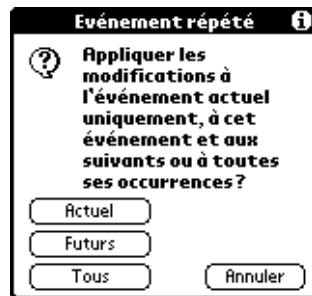 Evénement répété
Appliquer les
modifications à
l'événement actuel
uniquement, à cet
événement et aux
suivants ou à toutes
ses occurrences?
Actuel
Futurs
Tous
Annuler